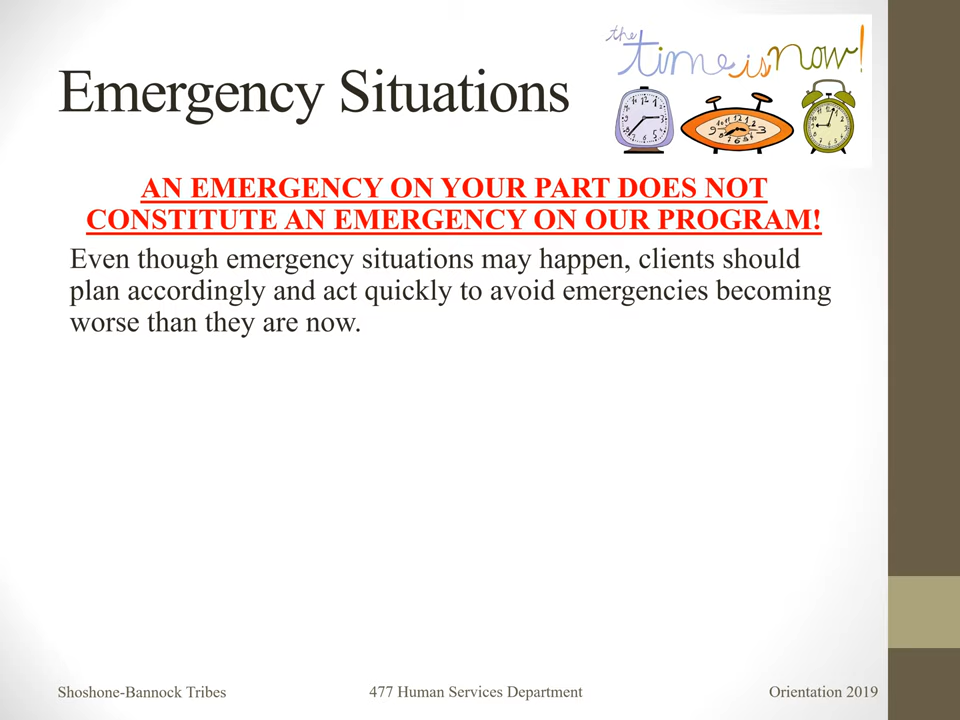 the time is now!
Emergency Situations
AN EMERGENCY ON YOUR PART DOES NOT
CONSTITUTE AN EMERGENCY ON OUR PROGRAM!
Even though emergency situations may happen, clients should
plan accordingly and act quickly to avoid emergencies becoming
worse than they are now.
Shoshone-Bannock Tribes
477 Human Services Department
Orientation 2019